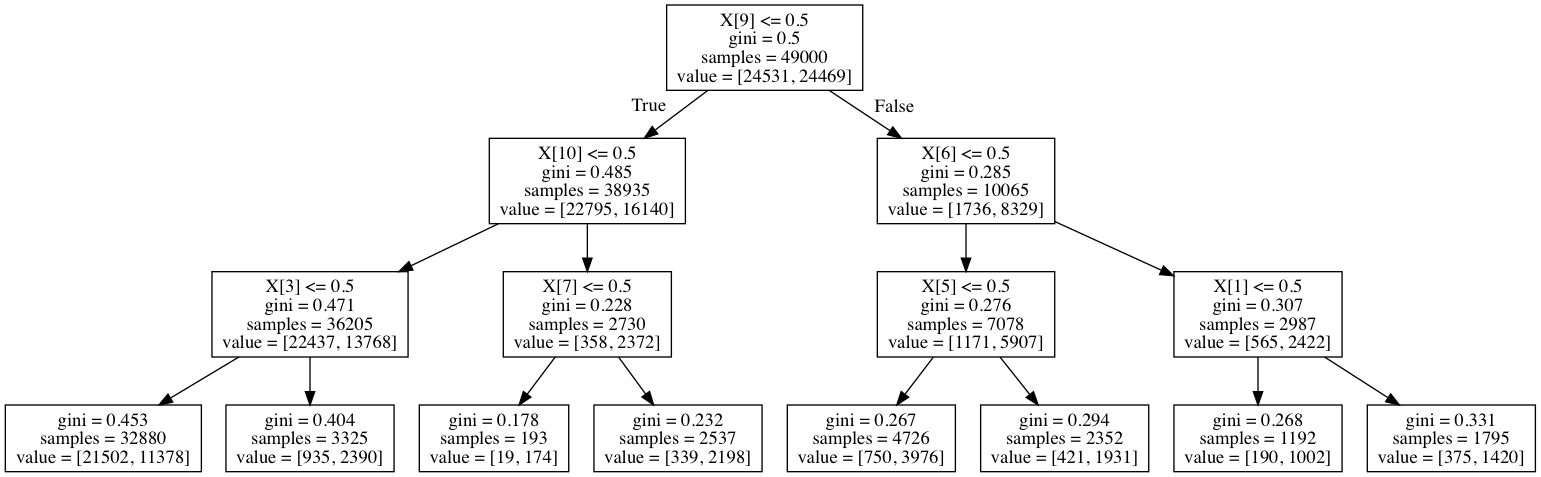 X[9] <= 0.5
gini = 0.5
samples = 49000
value = [24531, 24469]
True
False
X[10] <= 0.5
gini = 0.485
samples = 38935
value = [22795, 16140]
X[6] <= 0.5
gini = 0.285
samples = 10065
value = [1736, 8329]
X[3] <= 0.5
gini = 0.471
samples = 36205
value = [22437, 13768]
X[7] <= 0.5
gini = 0.228
samples = 2730
value = [358, 2372]
X[5] <= 0.5
gini = 0.276
samples = 7078
value = [1171, 5907]
X[1] <= 0.5
gini = 0.307
samples = 2987
value = [565, 2422]
gini = 0.453
samples = 32880
value = [21502, 11378]
gini = 0.404
samples = 3325
value = [935, 2390]
gini = 0.178
samples = 193
value = [19, 174]
gini = 0.232
samples = 2537
value = [339, 2198]
gini = 0.267
samples = 4726
value = [750, 3976]
gini = 0.294
samples = 2352
value = [421, 1931]
gini = 0.268
samples = 1192
value = [190, 1002]
gini = 0.331
samples = 1795
value = [375, 1420]